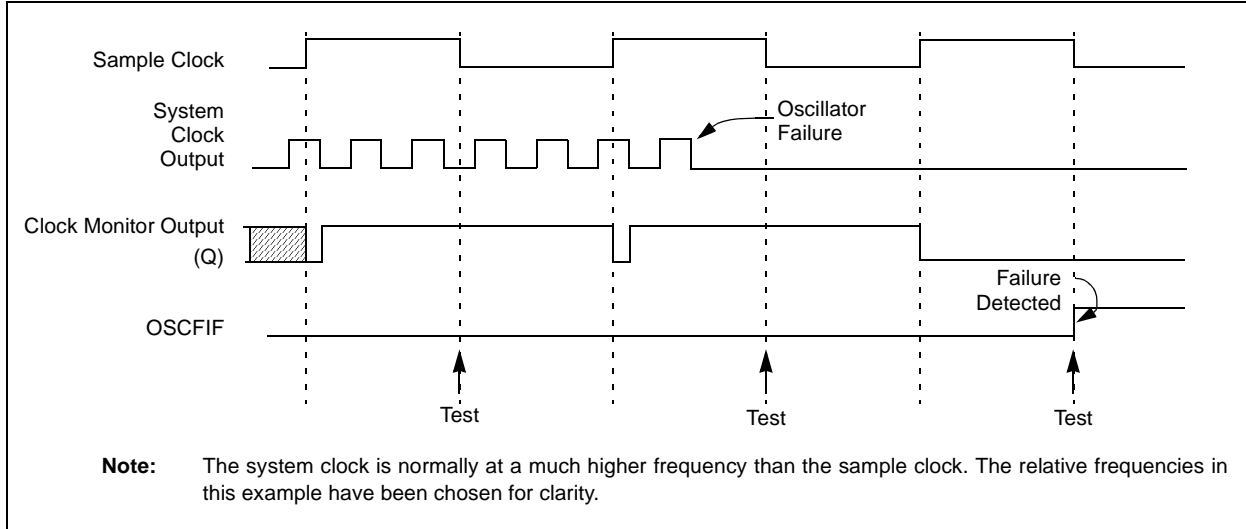 Sample Clock
System
Clock
Output
Oscillator
Failure
Clock Monitor Output
(Q)
Failure
Detected
OSCFIF
Test
Test
Test
Note: The system clock is normally at a much higher frequency than the sample clock. The relative frequencies in
this example have been chosen for clarity.